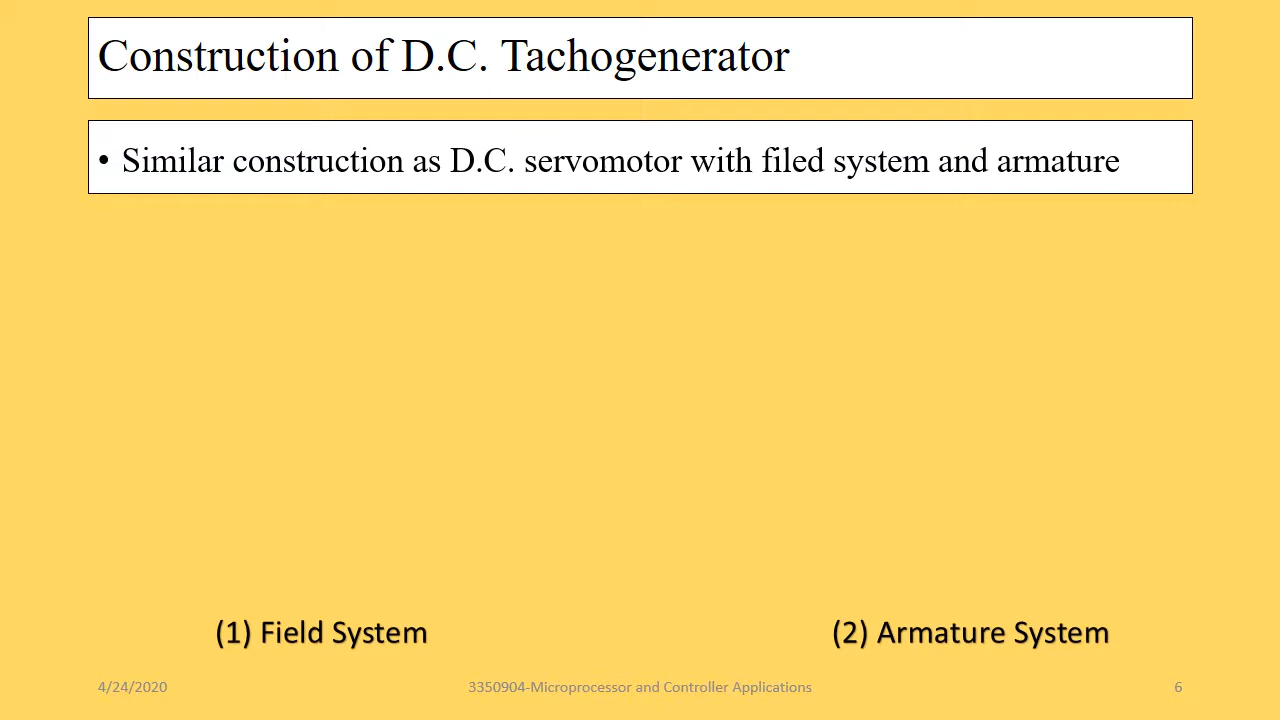 Construction of D.C. Tachogenerator
• Similar construction as D.C. servomotor with filed system and armature
(1) Field System
(2) Armature System
4/24/2020
3350904-Microprocessor and Controller Applications
6